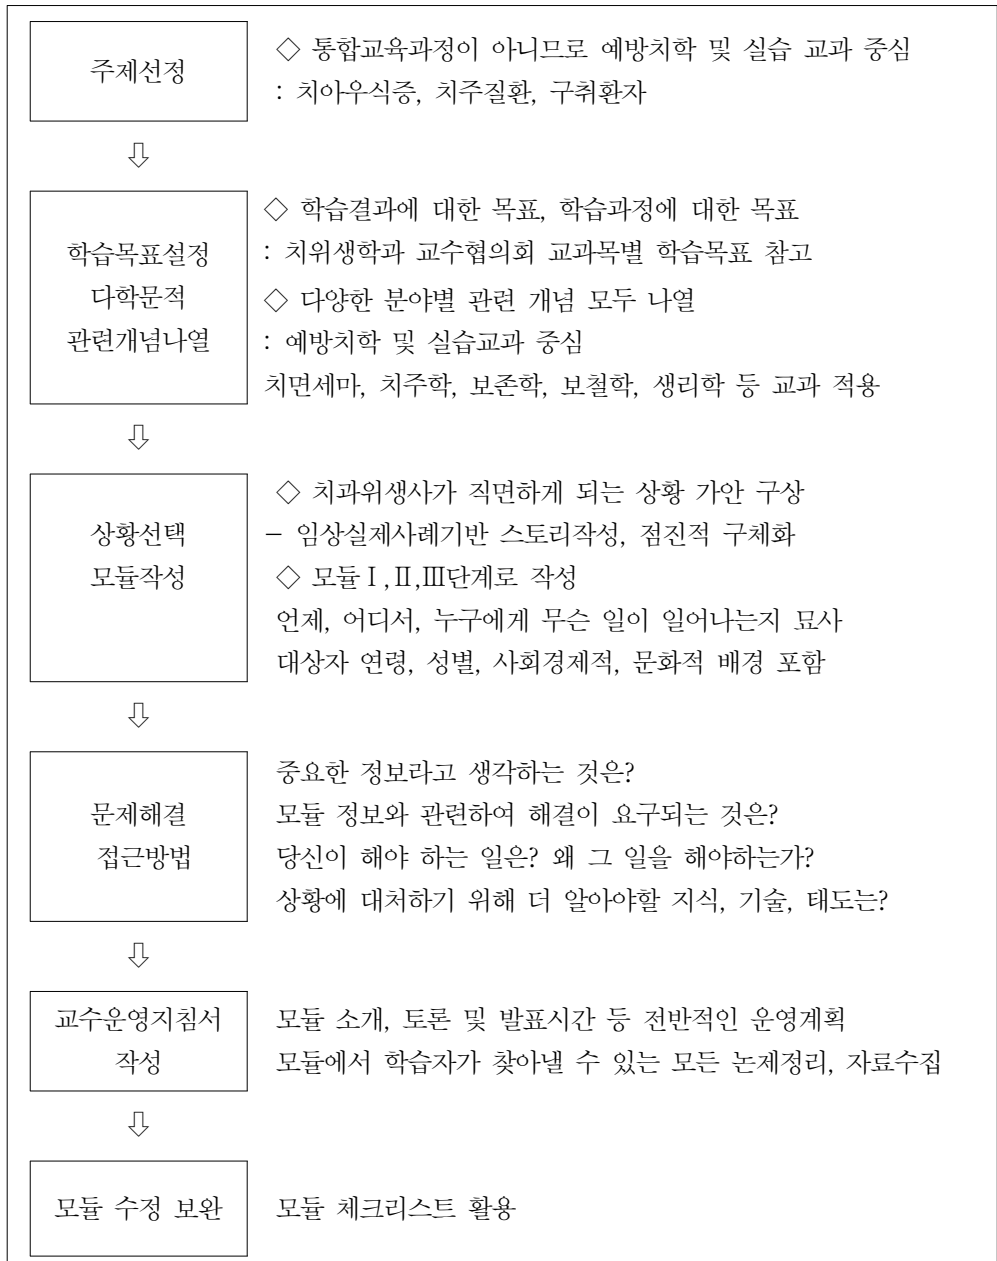 주제선정
◇ 통합교육과정이 아니므로 예방치학 및 실습 교과 중심
: 치아우식증, 치주질환, 구취환자
⇩
학습목표설정
다학문적
관련개념나열
◇ 학습결과에 대한 목표, 학습과정에 대한 목표
: 치위생학과 교수협의회 교과목별 학습목표 참고
◇ 다양한 분야별 관련 개념 모두 나열
: 예방치학 및 실습교과 중심
치면세마, 치주학, 보존학, 보철학, 생리학 등 교과 적용
⇩
상황선택
모듈작성
◇ 치과위생사가 직면하게 되는 상황 가안 구상
- 임상실제사례기반 스토리작성, 점진적 구체화
◇ 모듈Ⅰ,Ⅱ,Ⅲ단계로 작성
언제, 어디서, 누구에게 무슨 일이 일어나는지 묘사
대상자 연령, 성별, 사회경제적, 문화적 배경 포함
⇩
문제해결
접근방법
중요한 정보라고 생각하는 것은?
모듈 정보와 관련하여 해결이 요구되는 것은?
당신이 해야 하는 일은? 왜 그 일을 해야하는가?
상황에 대처하기 위해 더 알아야할 지식, 기술, 태도는?
⇩
교수운영지침서
작성
모듈 소개, 토론 및 발표시간 등 전반적인 운영계획
모듈에서 학습자가 찾아낼 수 있는 모든 논제정리, 자료수집
⇩
모듈 수정 보완
모듈 체크리스트 활용